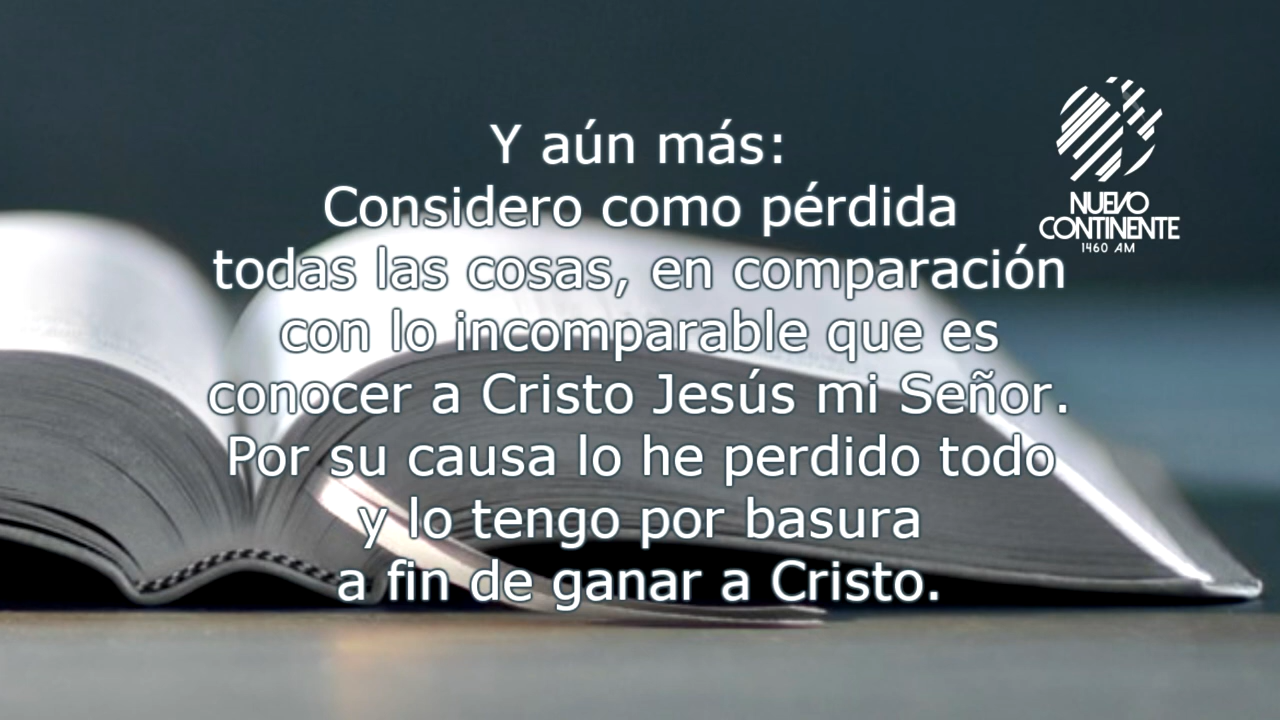 Y aún más:
Considero como pérdida
todas las cosas, en comparación
con lo incomparable que es
conocer a Cristo Jesús mi Señor.
Por su causa lo he perdido todo
y lo tengo por basura
a fin de ganar a Cristo.
NUEVO
CONTINENTE
1460 AM